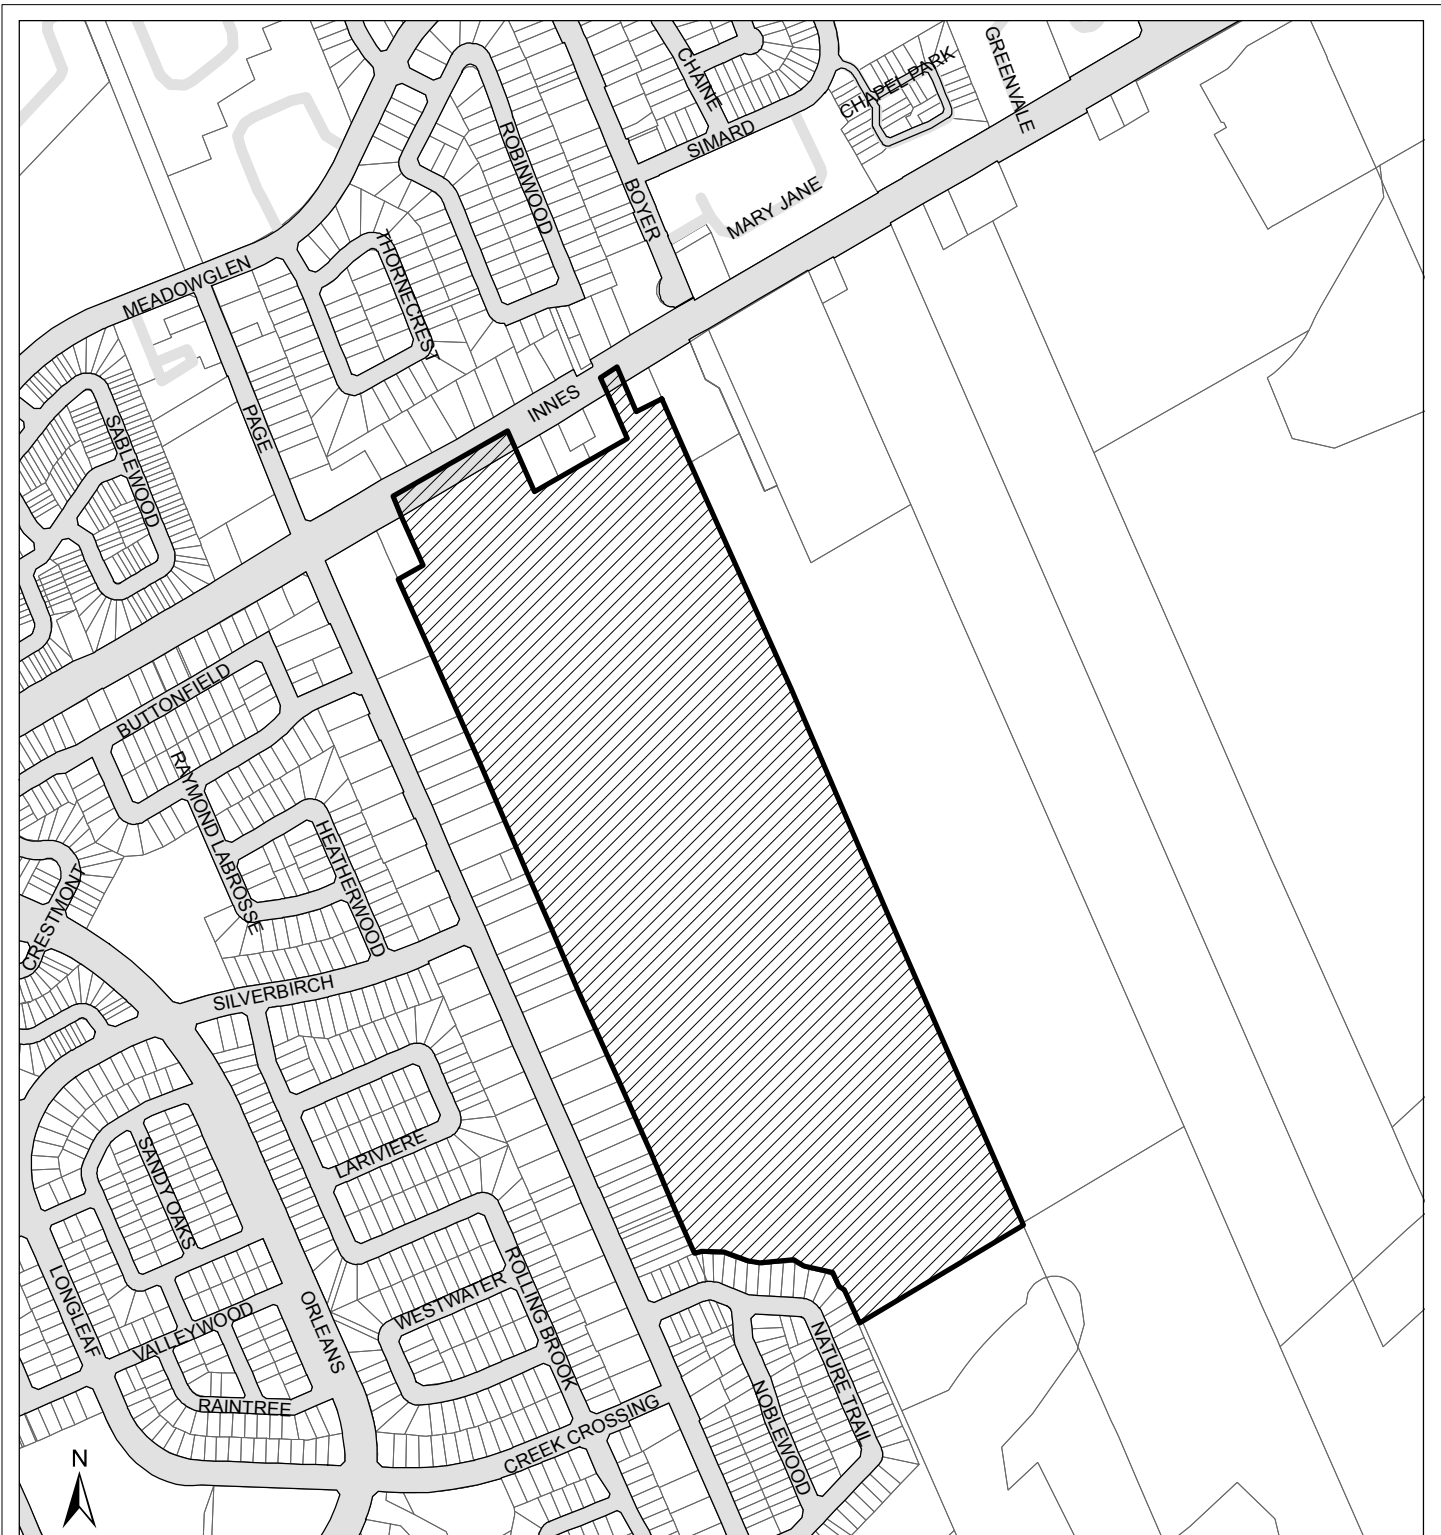 GREENVALE
CHAINE
CHAPEL PARK
SIMARD
ROBINWOOD
BOYER
MARY JANE
MEADOWGLEN
THORNECREST
INNES
PAGE
SABLEWOOD
BUTTONFIELD
RAYMOND LABROSSE
HEATHERWOOD
CRESTMONT
SILVERBIRCH
LARIVIERE
SANDY OAKS
ROLLING BROOK
LONGLEAF
ORLEANS
WESTWATER
VALLEYWOOD
NATURE TRAIL
RAINTREE
NOBLEWOOD
CREEK CROSSING
N